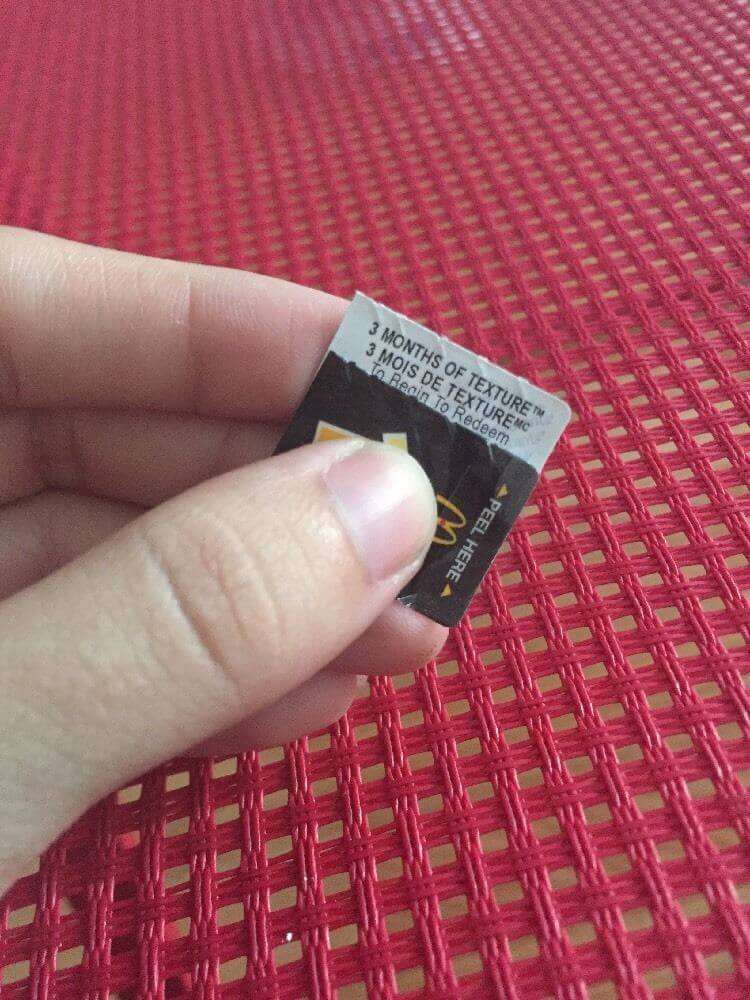 3 MONTHS OF TEXTURE™
3 MOIS DE TEXTUREMC
To Begin To Redeem
PEEL HERE